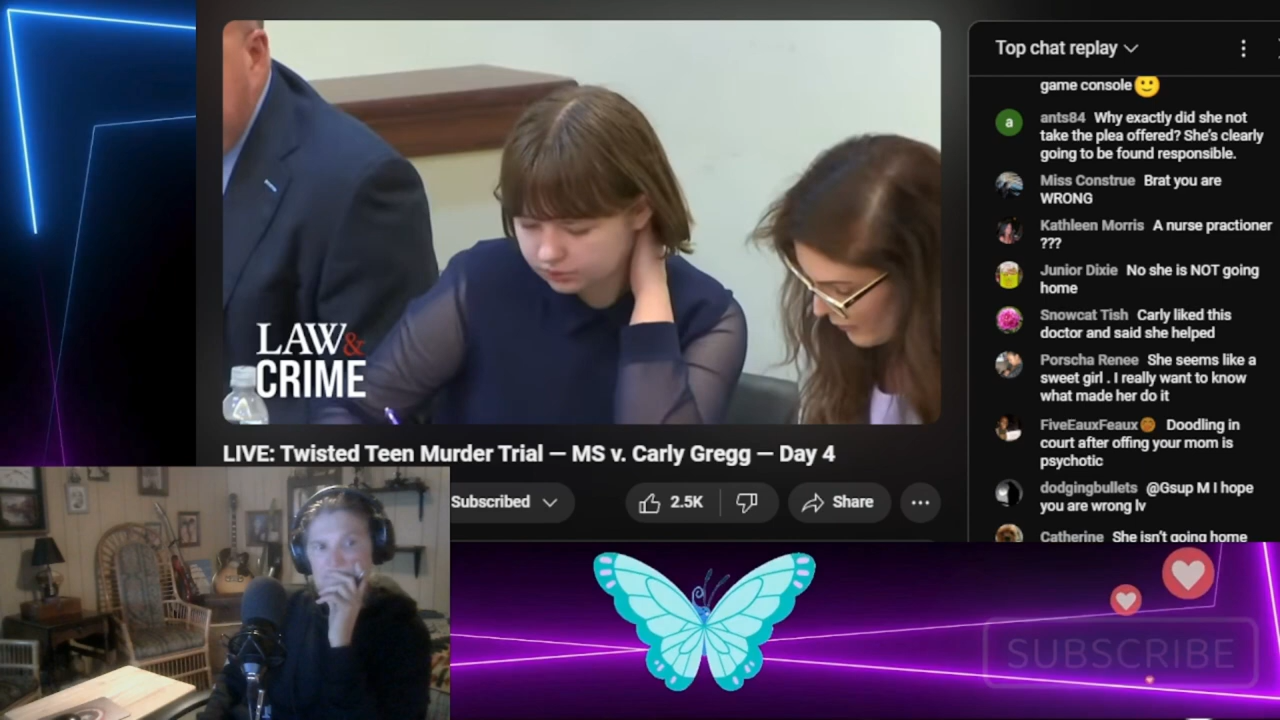 Top chat replay
game console
a
ants84 Why exactly did she not
take the plea offered? She's clearly
going to be found responsible.
Miss Construe Brat you are
WRONG
Kathleen Morris A nurse practioner
???
Junior Dixie No she is NOT going
home
Snowcat Tish Carly liked this
doctor and said she helped
Porscha Renee She seems like a
sweet girl . I really want to know
what made her do it
FiveEauxFeaux Doodling in
court after offing your mom is
psychotic
dodgingbullets @Gsup M I hope
you are wrong lv
Catherine She isn't going home
LAW&
CRIME
LIVE: Twisted Teen Murder Trial — MS v. Carly Gregg — Day 4
Subscribed
2.5K
Share
SUBSCRIBE